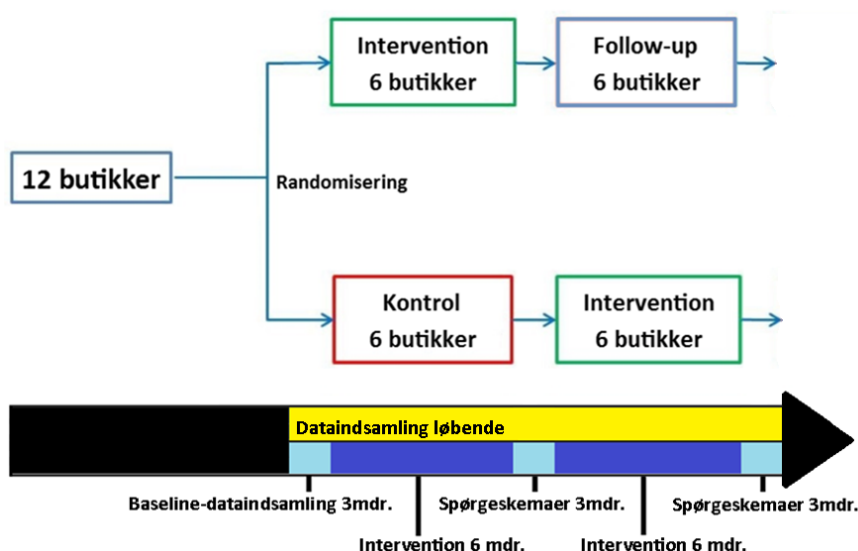 Intervention
6 butikker
Follow-up
6 butikker
12 butikker
Randomisering
Kontrol
6 butikker
Intervention
6 butikker
Dataindsamling løbende
Baseline-dataindsamling 3mdr.
Spørgeskemaer 3mdr.
Spørgeskemaer 3mdr.
Intervention 6 mdr.
Intervention 6 mdr.